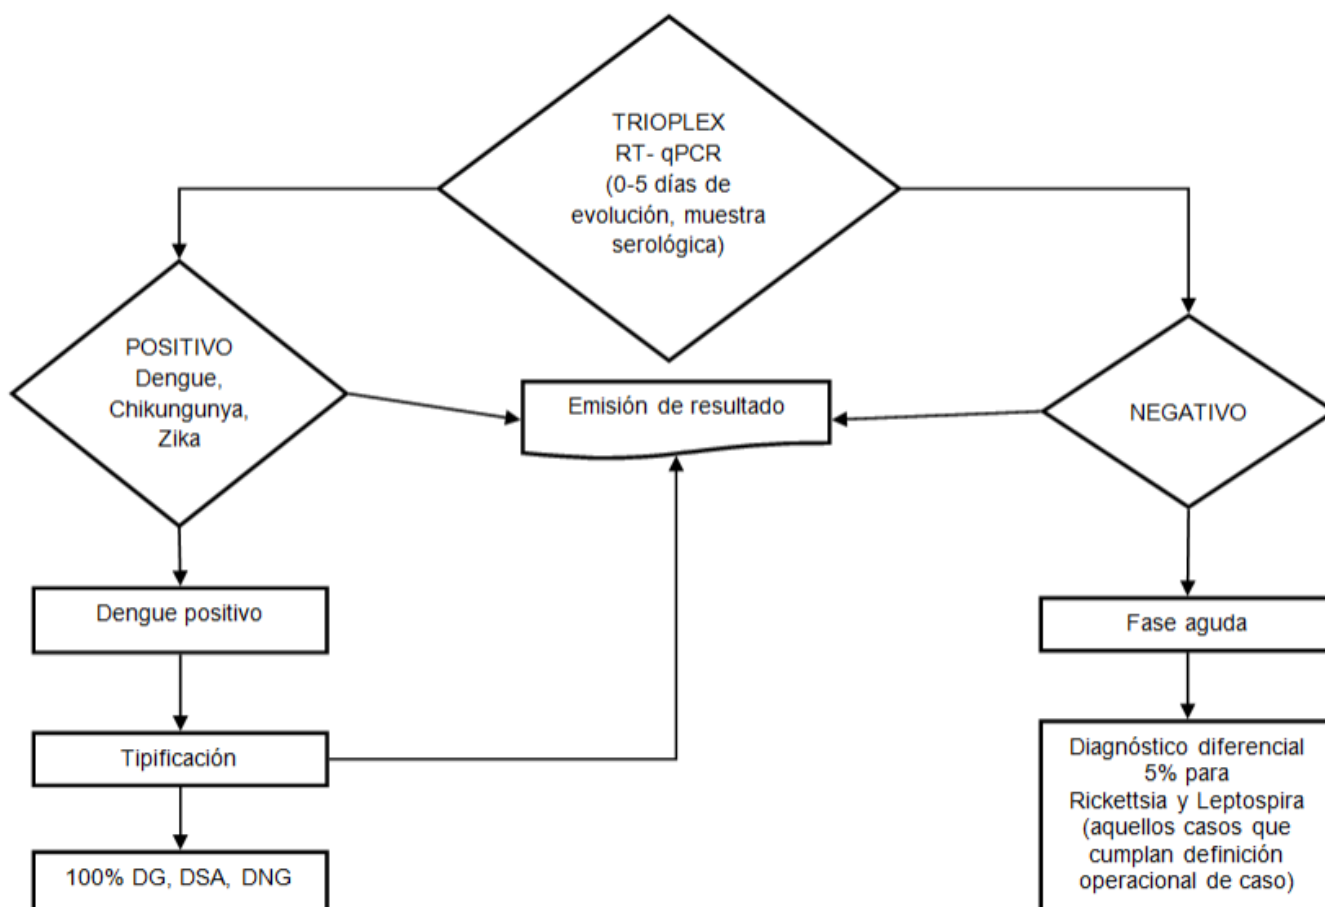 TRIOPLEX
RT- qPCR
(0-5 días de
evolución, muestra
serológica)
POSITIVO
Dengue,
Chikungunya,
Zika
Emisión de resultado
NEGATIVO
Dengue positivo
Fase aguda
Tipificación
Diagnóstico diferencial
5% para
Rickettsia y Leptospira
(aquellos casos que
cumplan definición
operacional de caso)
100% DG, DSA, DNG